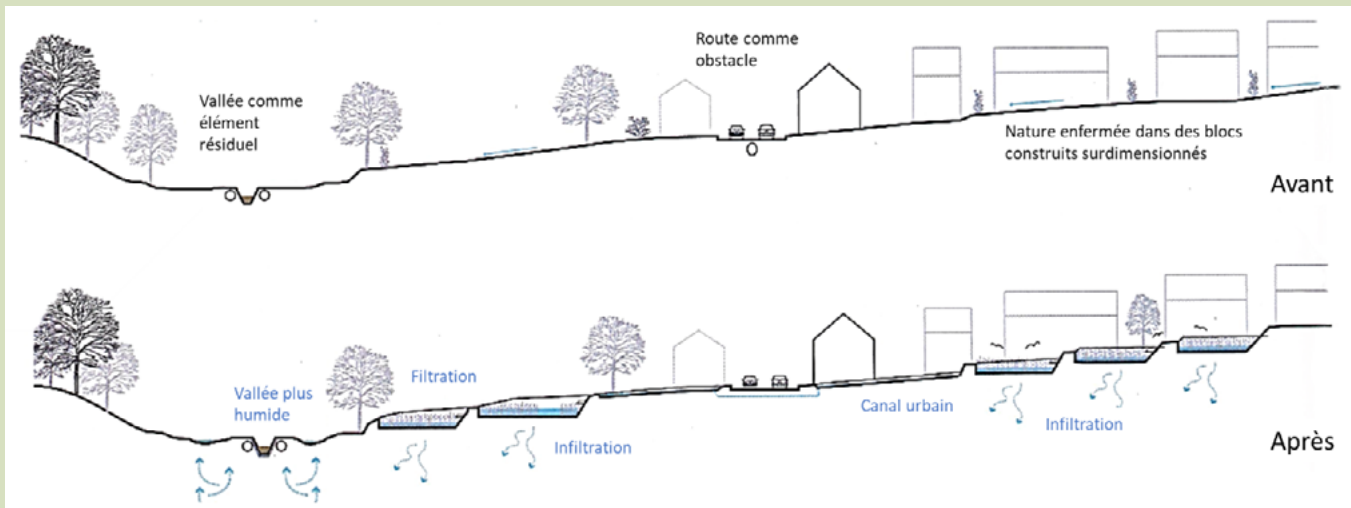 Route comme
obstacle
Vallée comme
élément
résiduel
Nature enfermée dans des blocs
construits surdimensionnés
Avant
Vallée plus
humide
Filtration
Infiltration
Canal urbain
Infiltration
Après